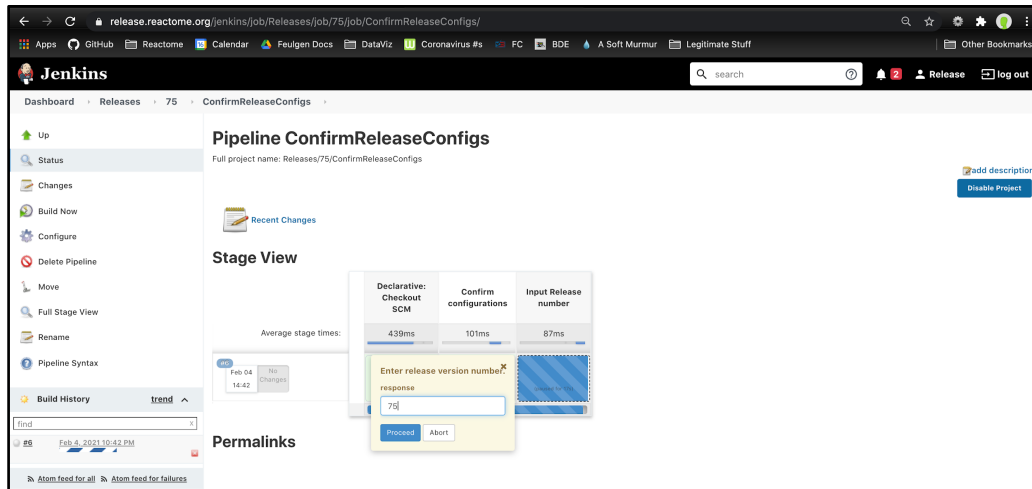 release.reactome.org/jenkins/job/Releases/job/75/job/ConfirmReleaseConfigs/
Apps GitHub Reactome Calendar Feulgen Docs DataViz Coronavirus #s FC BDE A Soft Murmur Legitimate Stuff Other Bookmarks
Jenkins search 2 Release log out
Dashboard Releases 75 ConfirmReleaseConfigs
Up
Status
Changes
Build Now
Configure
Delete Pipeline
Move
Full Stage View
Rename
Pipeline Syntax
Build History trend
find x
#6 Feb 4, 2021 10:42 PM
Atom feed for all Atom feed for failures
Pipeline ConfirmReleaseConfigs
Full project name: Releases/75/ConfirmReleaseConfigs
add description
Disable Project
Recent Changes
Stage View
Declarative:
Checkout
SCM
Confirm
configurations
Input Release
number
Average stage times:
439ms 101ms 87ms
#6
Feb 04
14:42
No
Changes
Enter release version number.
response
75
Proceed Abort
Permalinks